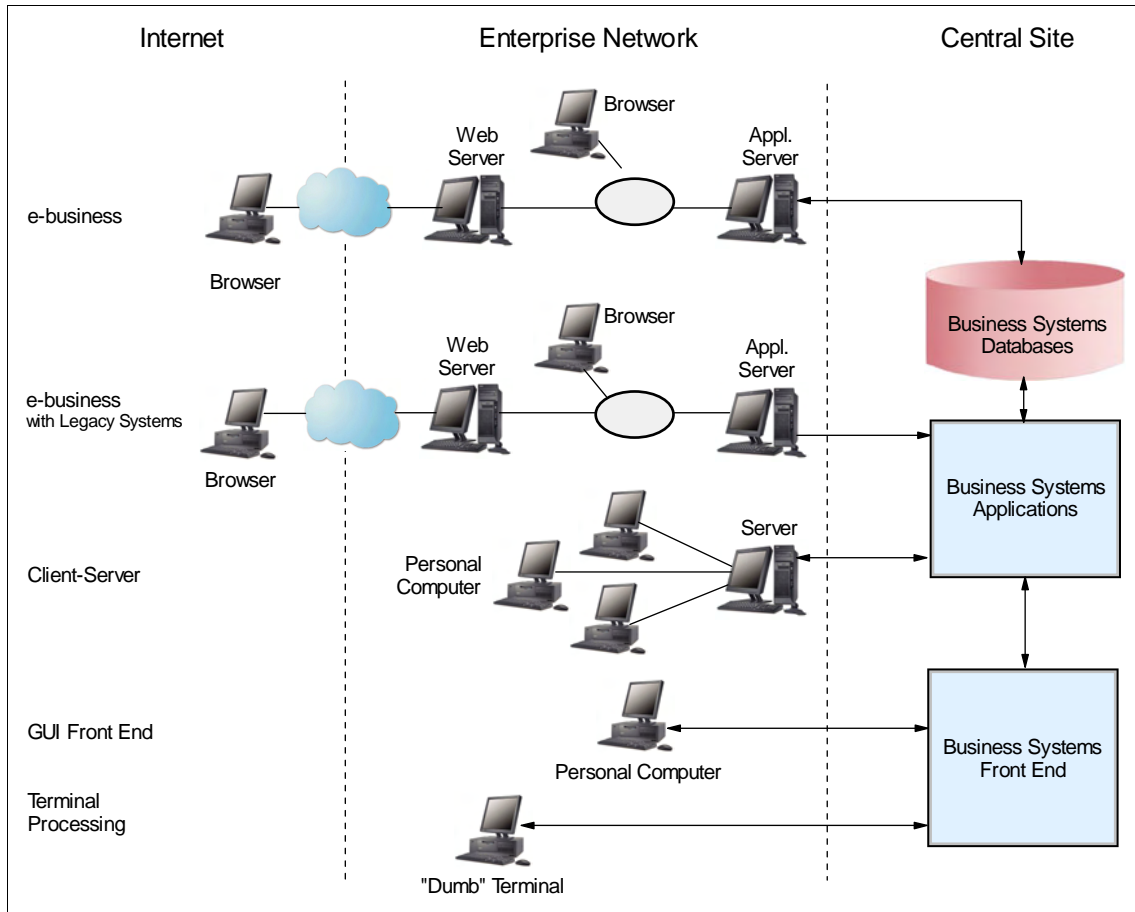 Internet
Enterprise Network
Central Site
Browser
Web
Server
Appl.
Server
e-business
Browser
Business Systems
Databases
Browser
Web
Server
Appl.
Server
e-business
with Legacy Systems
Browser
Business Systems
Applications
Server
Personal
Computer
Client-Server
GUI Front End
Personal Computer
Business Systems
Front End
Terminal
Processing
"Dumb" Terminal